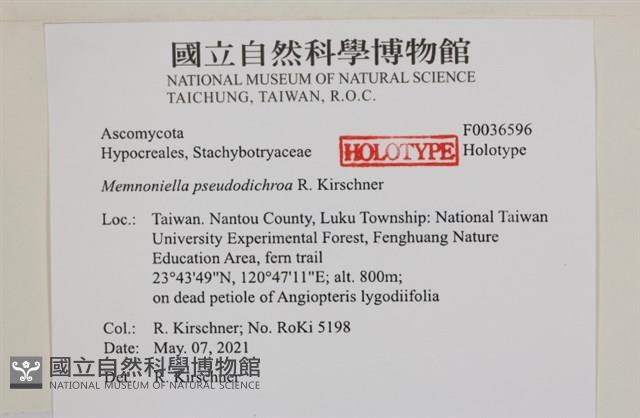 國立自然科學博物館
NATIONAL MUSEUM OF NATURAL SCIENCE
TAICHUNG, TAIWAN, R.O.C.
Ascomycota F0036596
Hypocreales, Stachybotryaceae HOLOTYPE Holotype
Memnoniella pseudodichroa R. Kirschner
Loc.: Taiwan. Nantou County, Luku Township: National Taiwan
University Experimental Forest, Fenghuang Nature
Education Area, fern trail
23°43'49"N, 120°47'11"E; alt. 800m;
on dead petiole of Angiopteris lygodiifolia
Col.: R. Kirschner; No. RoKi 5198
Date: May. 07, 2021
國立自然科學博物館
NATIONAL MUSEUM OF NATURAL SCIENCE
Det. R. Kirschner